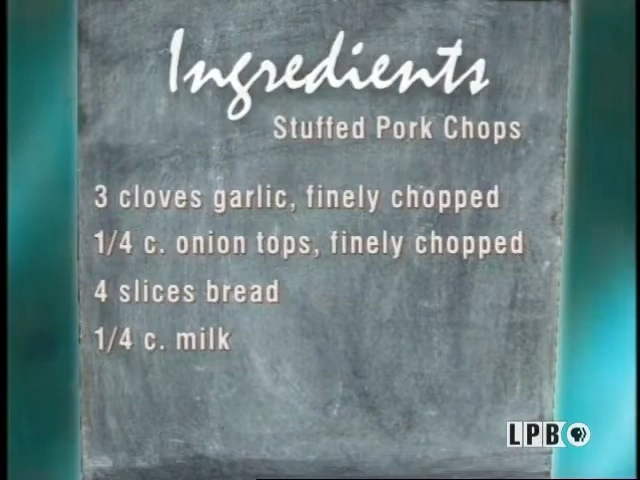 Ingredients
Stuffed Pork Chops
3 cloves garlic, finely chopped
1/4 c. onion tops, finely chopped
4 slices bread
1/4 c. milk
LPB